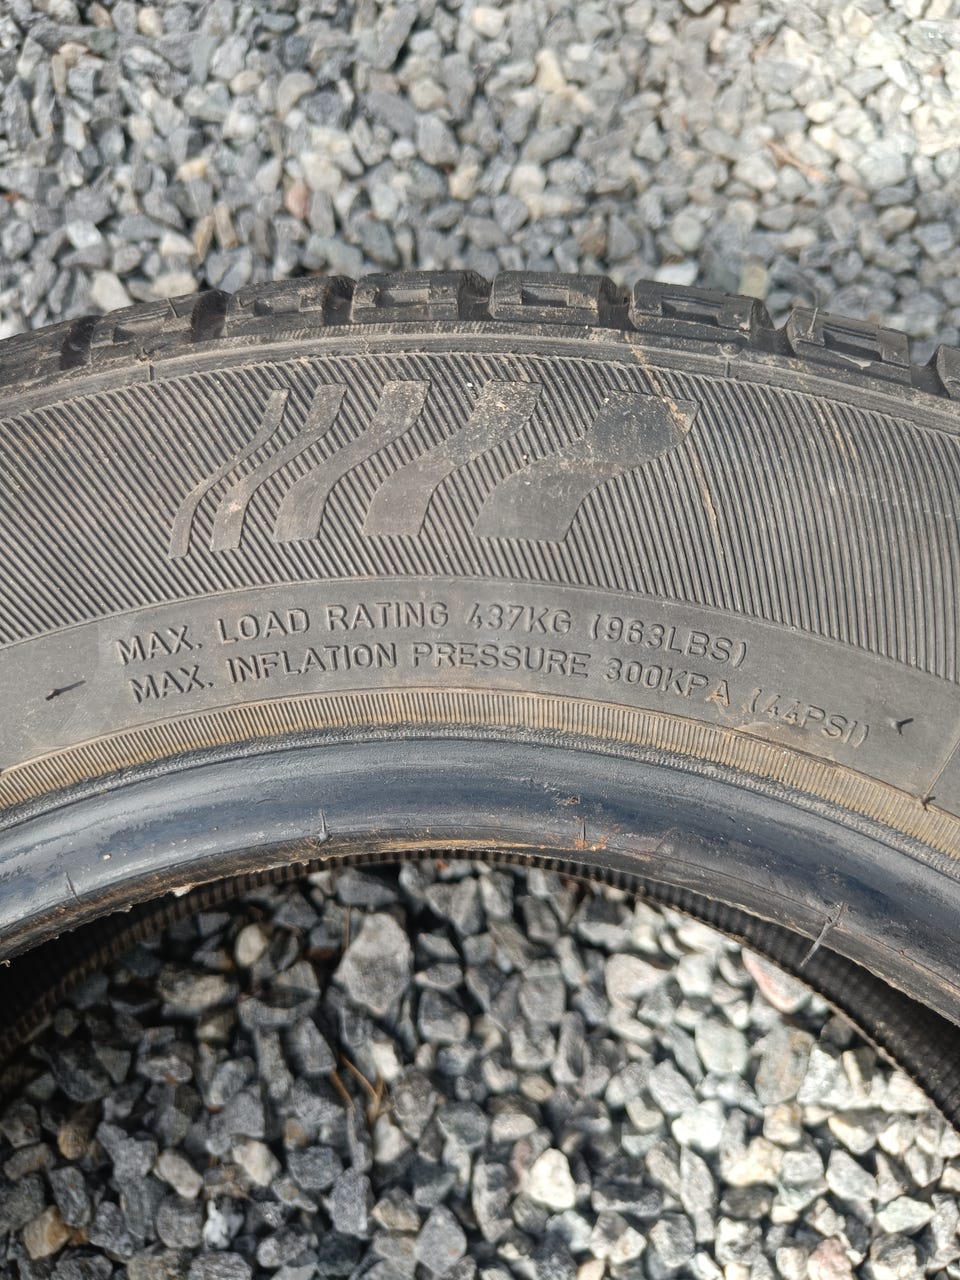 MAX. LOAD RATING 437KG (963LBS)
MAX. INFLATION PRESSURE 300KPA (44PSI)